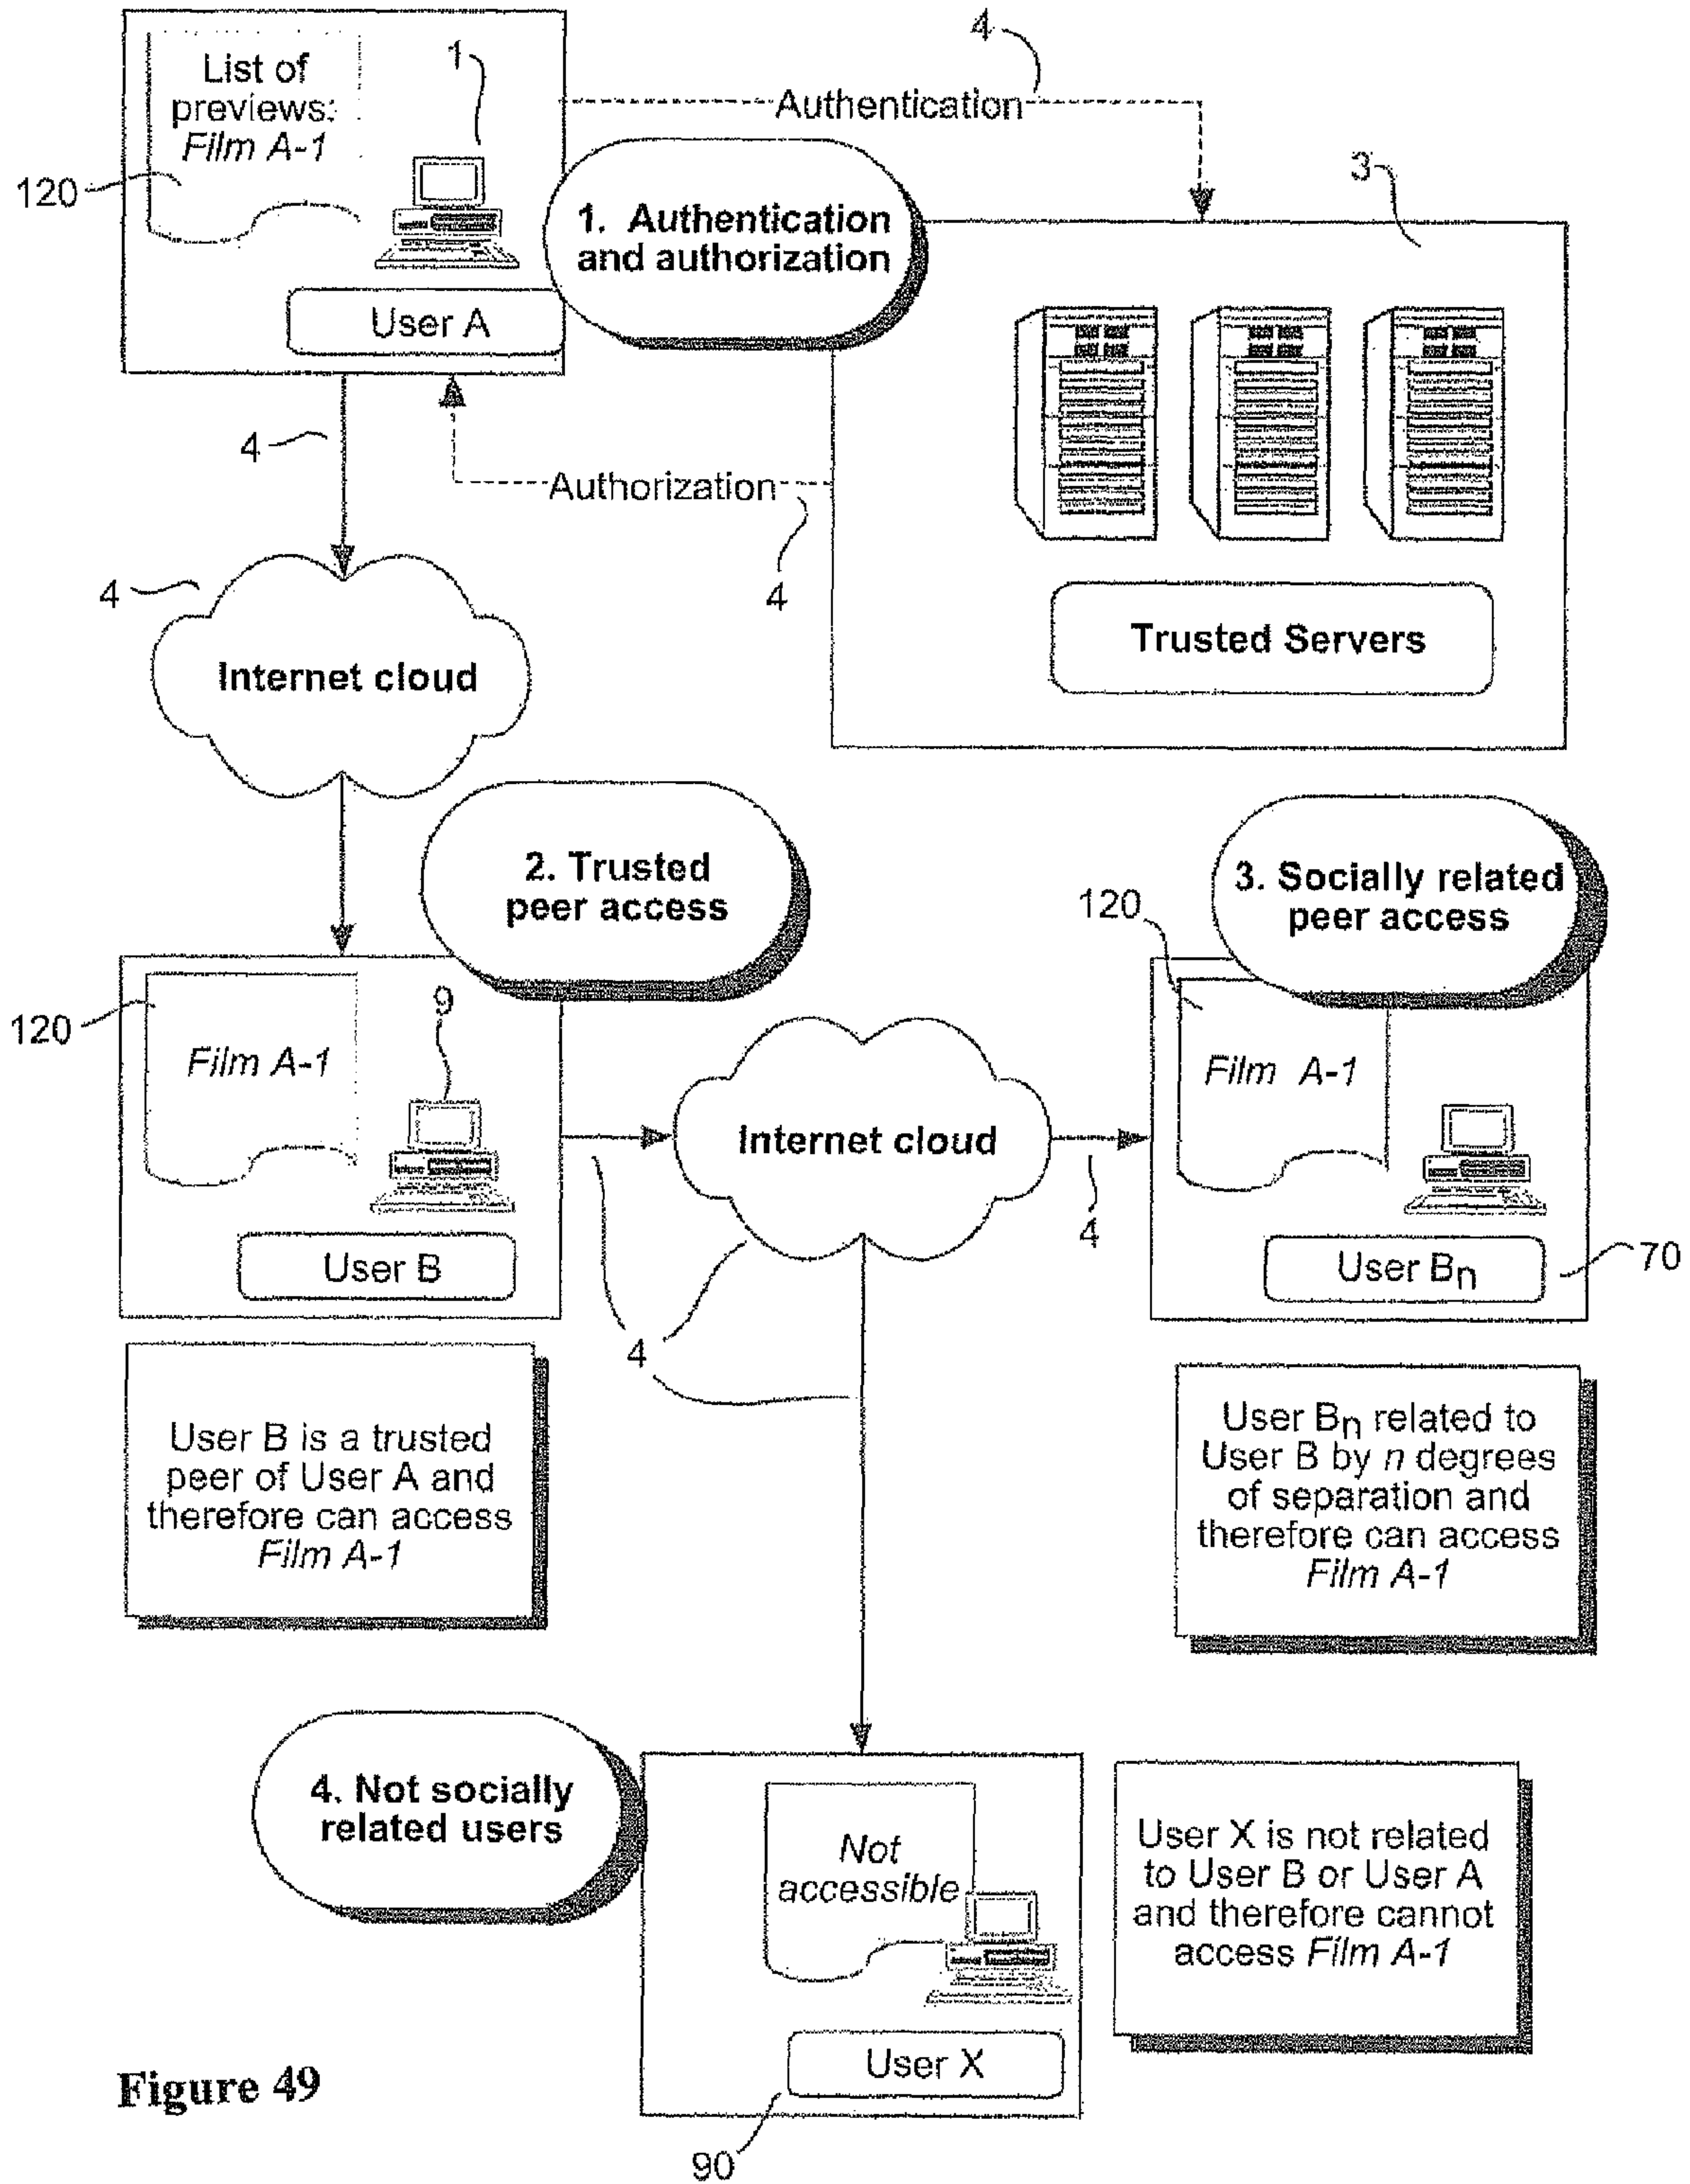 List of
previews:
Film A-1
1
120
User A
4
Authentication
1. Authentication
and authorization
3
Trusted Servers
4
Authorization
4
4
Internet cloud
2. Trusted
peer access
3. Socially related
peer access
120
Film A-1
9
User B
Internet cloud
4
120
Film A-1
User Bn
70
4
User B is a trusted
peer of User A and
therefore can access
Film A-1
User Bn related to
User B by n degrees
of separation and
therefore can access
Film A-1
4. Not socially
related users
Not
accessible
User X
90
User X is not related
to User B or User A
and therefore cannot
access Film A-1
Figure 49